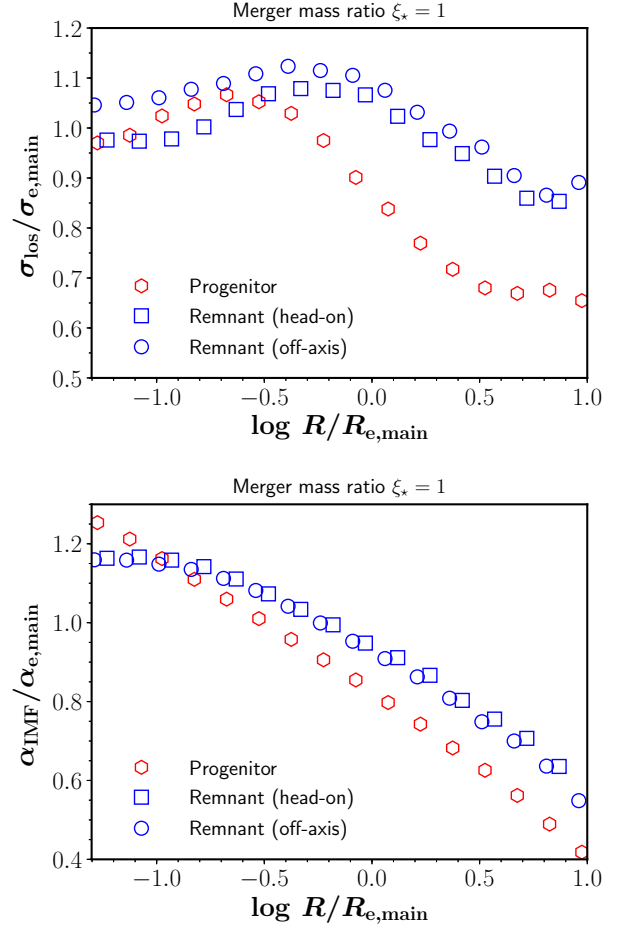 Merger mass ratio ξ⋆ = 1
1.2
1.1
1.0
0.9
0.8
0.7
0.6
0.5
σlos/σe,main
Progenitor
Remnant (head-on)
Remnant (off-axis)
−1.0 −0.5 0.0 0.5 1.0
log R/Re,main
Merger mass ratio ξ⋆ = 1
1.2
1.0
0.8
0.6
0.4
αIMF/αe,main
Progenitor
Remnant (head-on)
Remnant (off-axis)
−1.0 −0.5 0.0 0.5 1.0
log R/Re,main